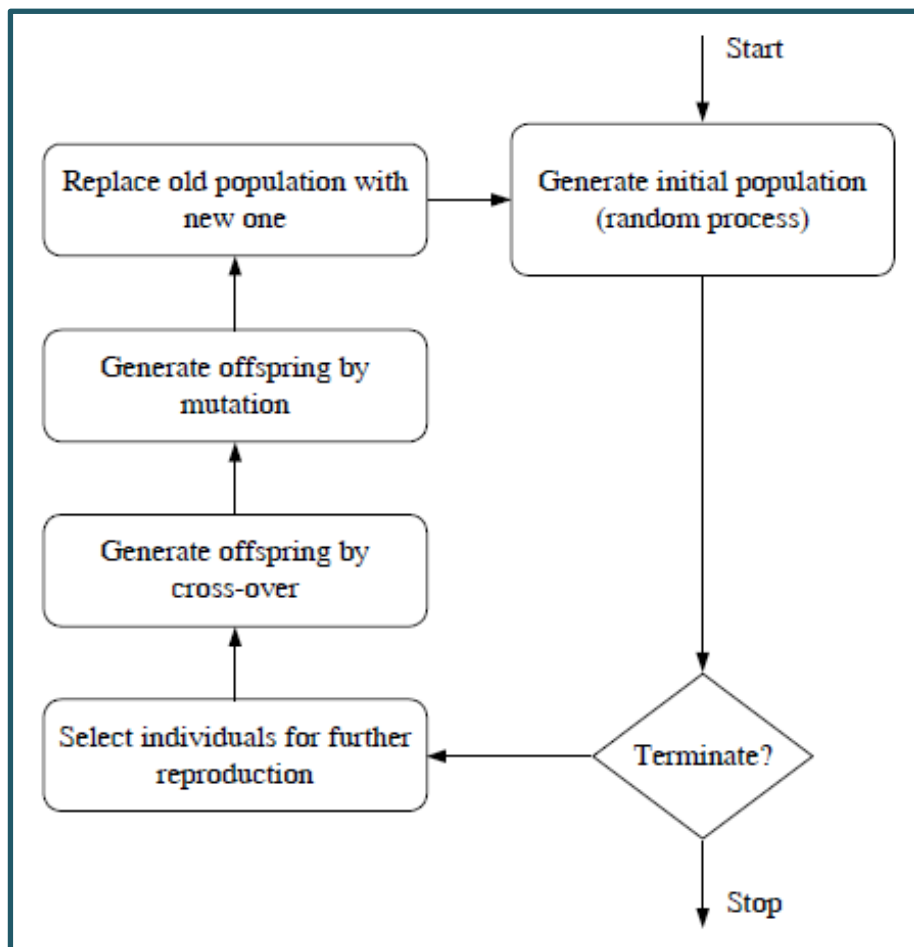 Start
Generate initial population
(random process)
Replace old population with
new one
Generate offspring by
mutation
Generate offspring by
cross-over
Select individuals for further
reproduction
Terminate?
Stop